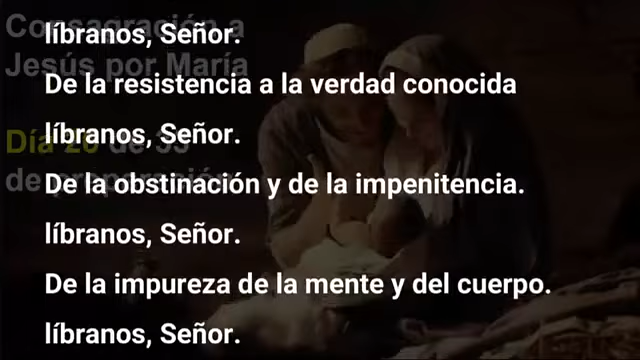 Consagración a
Jesús por María
Día 20 de 33
de preparación
líbranos, Señor.
De la resistencia a la verdad conocida
líbranos, Señor.
De la obstinación y de la impenitencia.
líbranos, Señor.
De la impureza de la mente y del cuerpo.
líbranos, Señor.